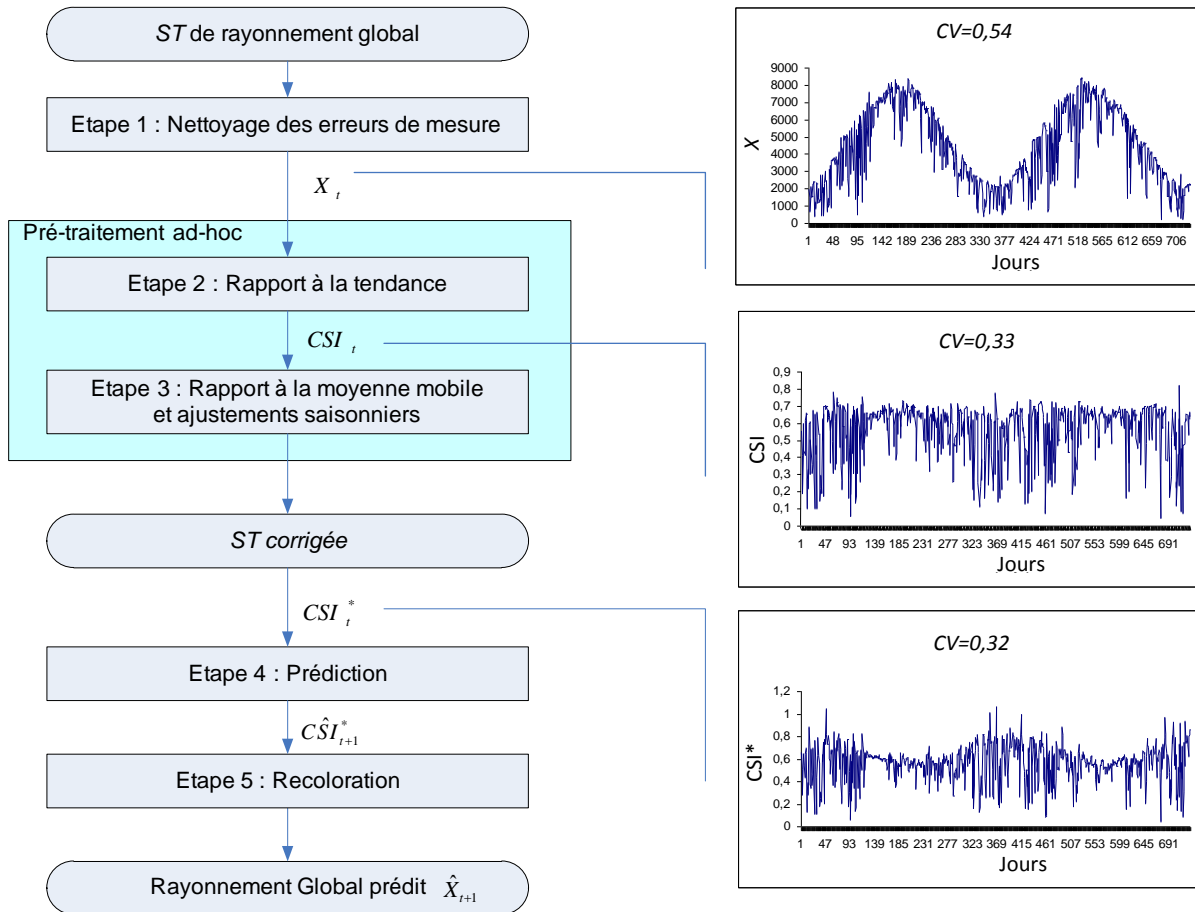 ST de rayonnement global
Etape 1 : Nettoyage des erreurs de mesure
X t
Pré-traitement ad-hoc
Etape 2 : Rapport à la tendance
CSI t
Etape 3 : Rapport à la moyenne mobile
et ajustements saisonniers
ST corrigée
CSI t *
Etape 4 : Prédiction
CŜI t+1 *
Etape 5 : Recoloration
Rayonnement Global prédit X̂ t+1
CV=0,54
X
9000
8000
7000
6000
5000
4000
3000
2000
1000
0
1 48 95 142 189 236 283 330 377 424 471 518 565 612 659 706
Jours
CV=0,33
CSI
0,9
0,8
0,7
0,6
0,5
0,4
0,3
0,2
0,1
0
1 47 93 139 185 231 277 323 369 415 461 507 553 599 645 691
Jours
CV=0,32
CSI*
1,2
1
0,8
0,6
0,4
0,2
0
1 47 93 139 185 231 277 323 369 415 461 507 553 599 645 691
Jours